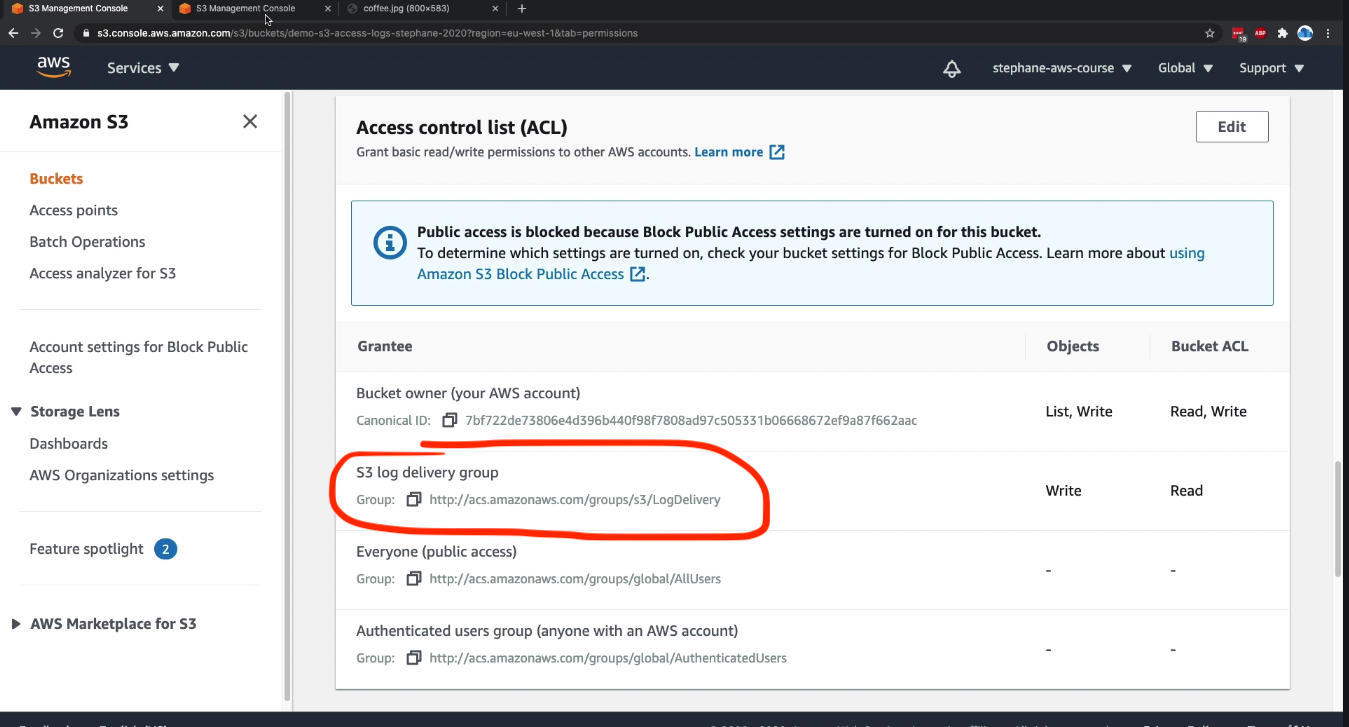 S3 Management Console
S3 Management Console
coffee.jpg (800×583)
s3.console.aws.amazon.com/s3/buckets/demo-s3-access-logs-stephane-2020?region=eu-west-1&tab=permissions
19
ABP
aws
Services
stephane-aws-course
Global
Support
Amazon S3
Buckets
Access points
Batch Operations
Access analyzer for S3
Account settings for Block Public
Access
Storage Lens
Dashboards
AWS Organizations settings
Feature spotlight 2
AWS Marketplace for S3
Access control list (ACL)
Edit
Grant basic read/write permissions to other AWS accounts. Learn more
Public access is blocked because Block Public Access settings are turned on for this bucket.
To determine which settings are turned on, check your bucket settings for Block Public Access. Learn more about using
Amazon S3 Block Public Access.
Grantee Objects Bucket ACL
Bucket owner (your AWS account)
Canonical ID: 7bf722de73806e4d396b440f98f7808ad97c505331b06668672ef9a87f662aac
List, Write Read, Write
S3 log delivery group
Group: http://acs.amazonaws.com/groups/s3/LogDelivery
Write Read
Everyone (public access)
Group: http://acs.amazonaws.com/groups/global/AllUsers
- -
Authenticated users group (anyone with an AWS account)
Group: http://acs.amazonaws.com/groups/global/AuthenticatedUsers
- -